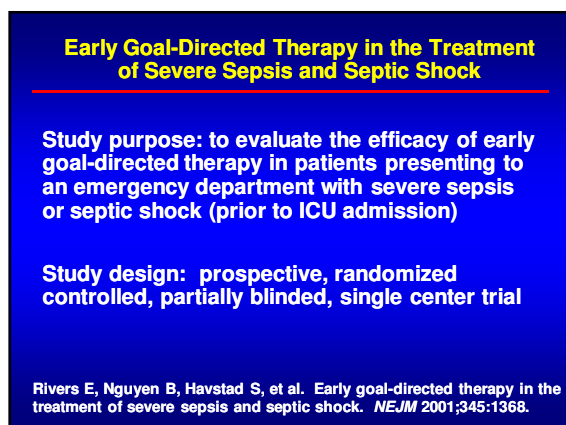 Early Goal-Directed Therapy in the Treatment
of Severe Sepsis and Septic Shock
Study purpose: to evaluate the efficacy of early
goal-directed therapy in patients presenting to
an emergency department with severe sepsis
or septic shock (prior to ICU admission)
Study design: prospective, randomized
controlled, partially blinded, single center trial
Rivers E, Nguyen B, Havstad S, et al. Early goal-directed therapy in the
treatment of severe sepsis and septic shock. NEJM 2001;345:1368.